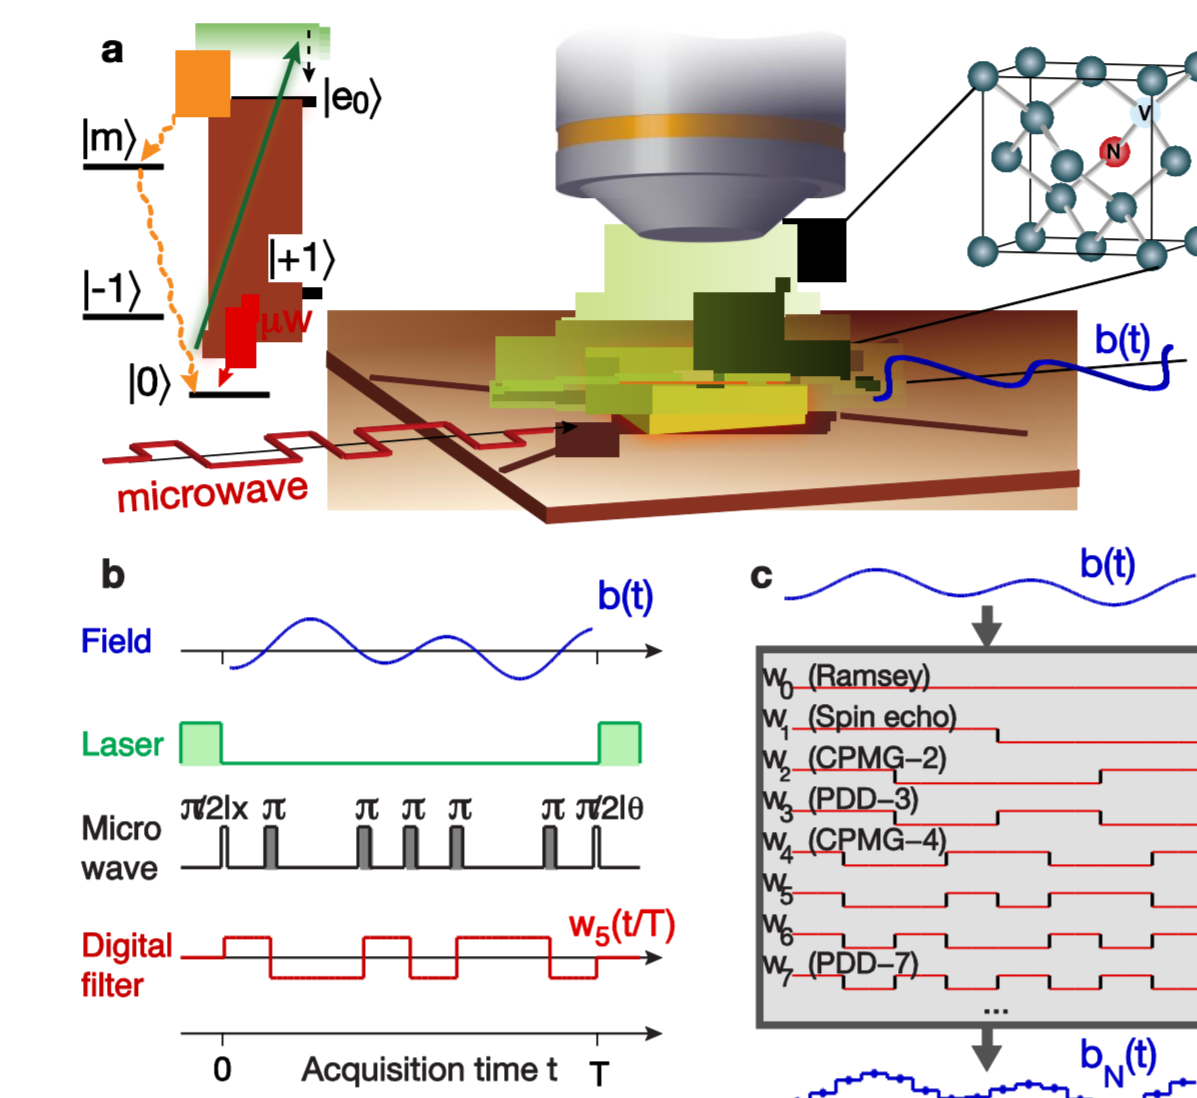 a
|e0⟩
|m⟩
|+1⟩
|-1⟩
μw
|0⟩
microwave
V
N
b(t)
b
b(t)
Field
Laser
π/2|x π π π π π π/2|θ
Micro
wave
w5(t/T)
Digital
filter
0 Acquisition time t T
c
b(t)
w0 (Ramsey)
w1 (Spin echo)
w2 (CPMG−2)
w3 (PDD−3)
w4 (CPMG−4)
w5
w6
w7 (PDD−7)
...
bN(t)